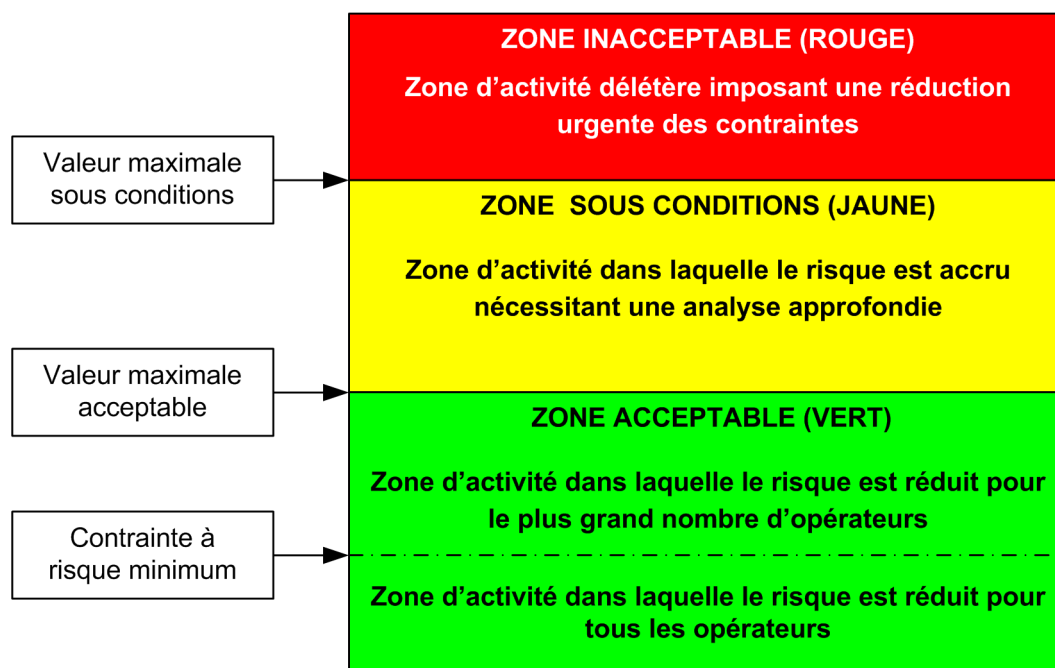 ZONE INACCEPTABLE (ROUGE)
Zone d’activité délétère imposant une réduction
urgente des contraintes
Valeur maximale
sous conditions
ZONE SOUS CONDITIONS (JAUNE)
Zone d’activité dans laquelle le risque est accru
nécessitant une analyse approfondie
Valeur maximale
acceptable
ZONE ACCEPTABLE (VERT)
Zone d’activité dans laquelle le risque est réduit pour
le plus grand nombre d’opérateurs
Contrainte à
risque minimum
Zone d’activité dans laquelle le risque est réduit pour
tous les opérateurs